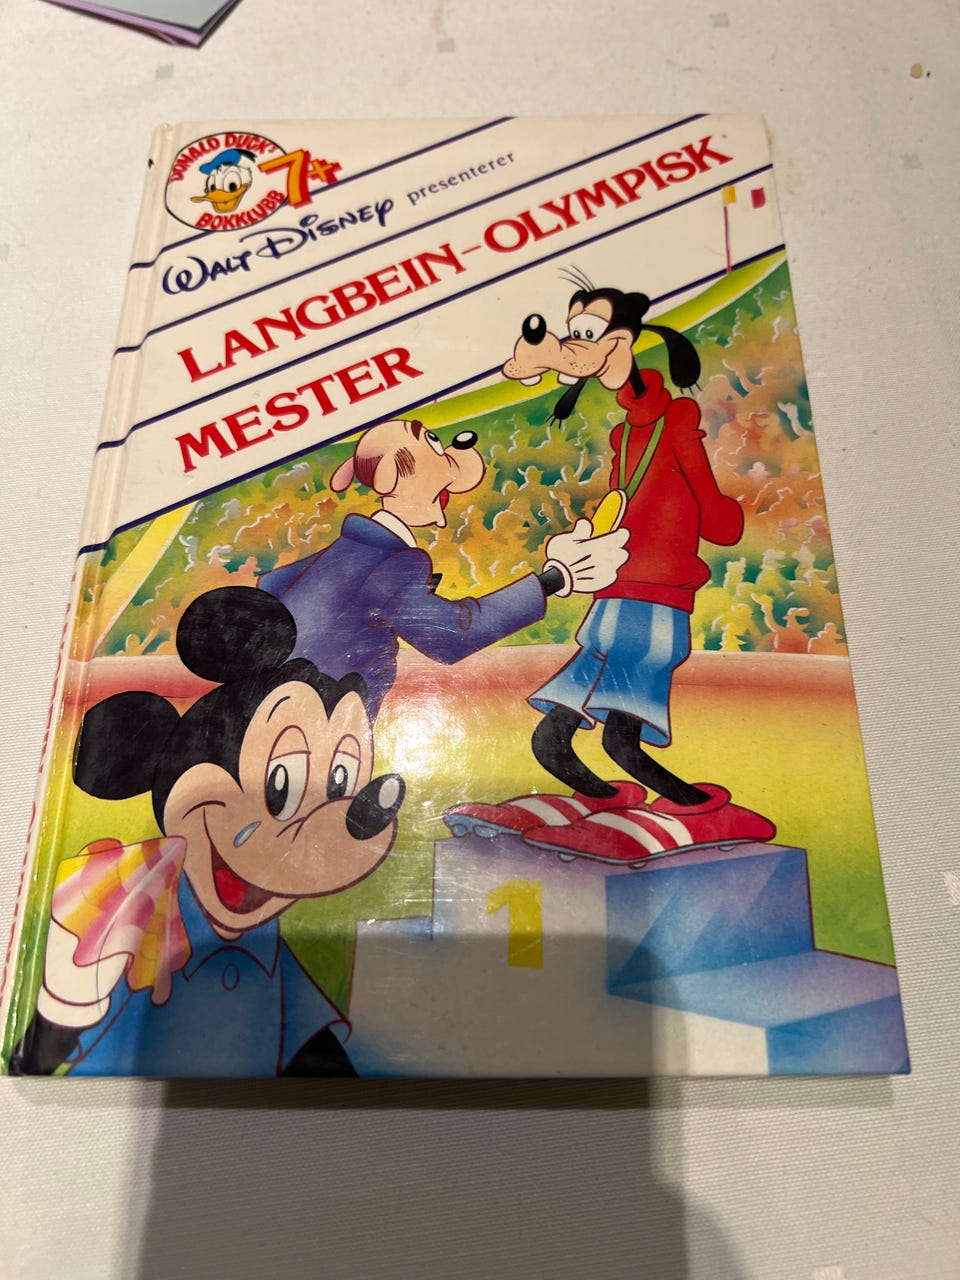 DONALD DUCK'S
BOKKLUBB
7+
WALT DISNEY presenterer
LANGBEIN-OLYMPISK
MESTER
1